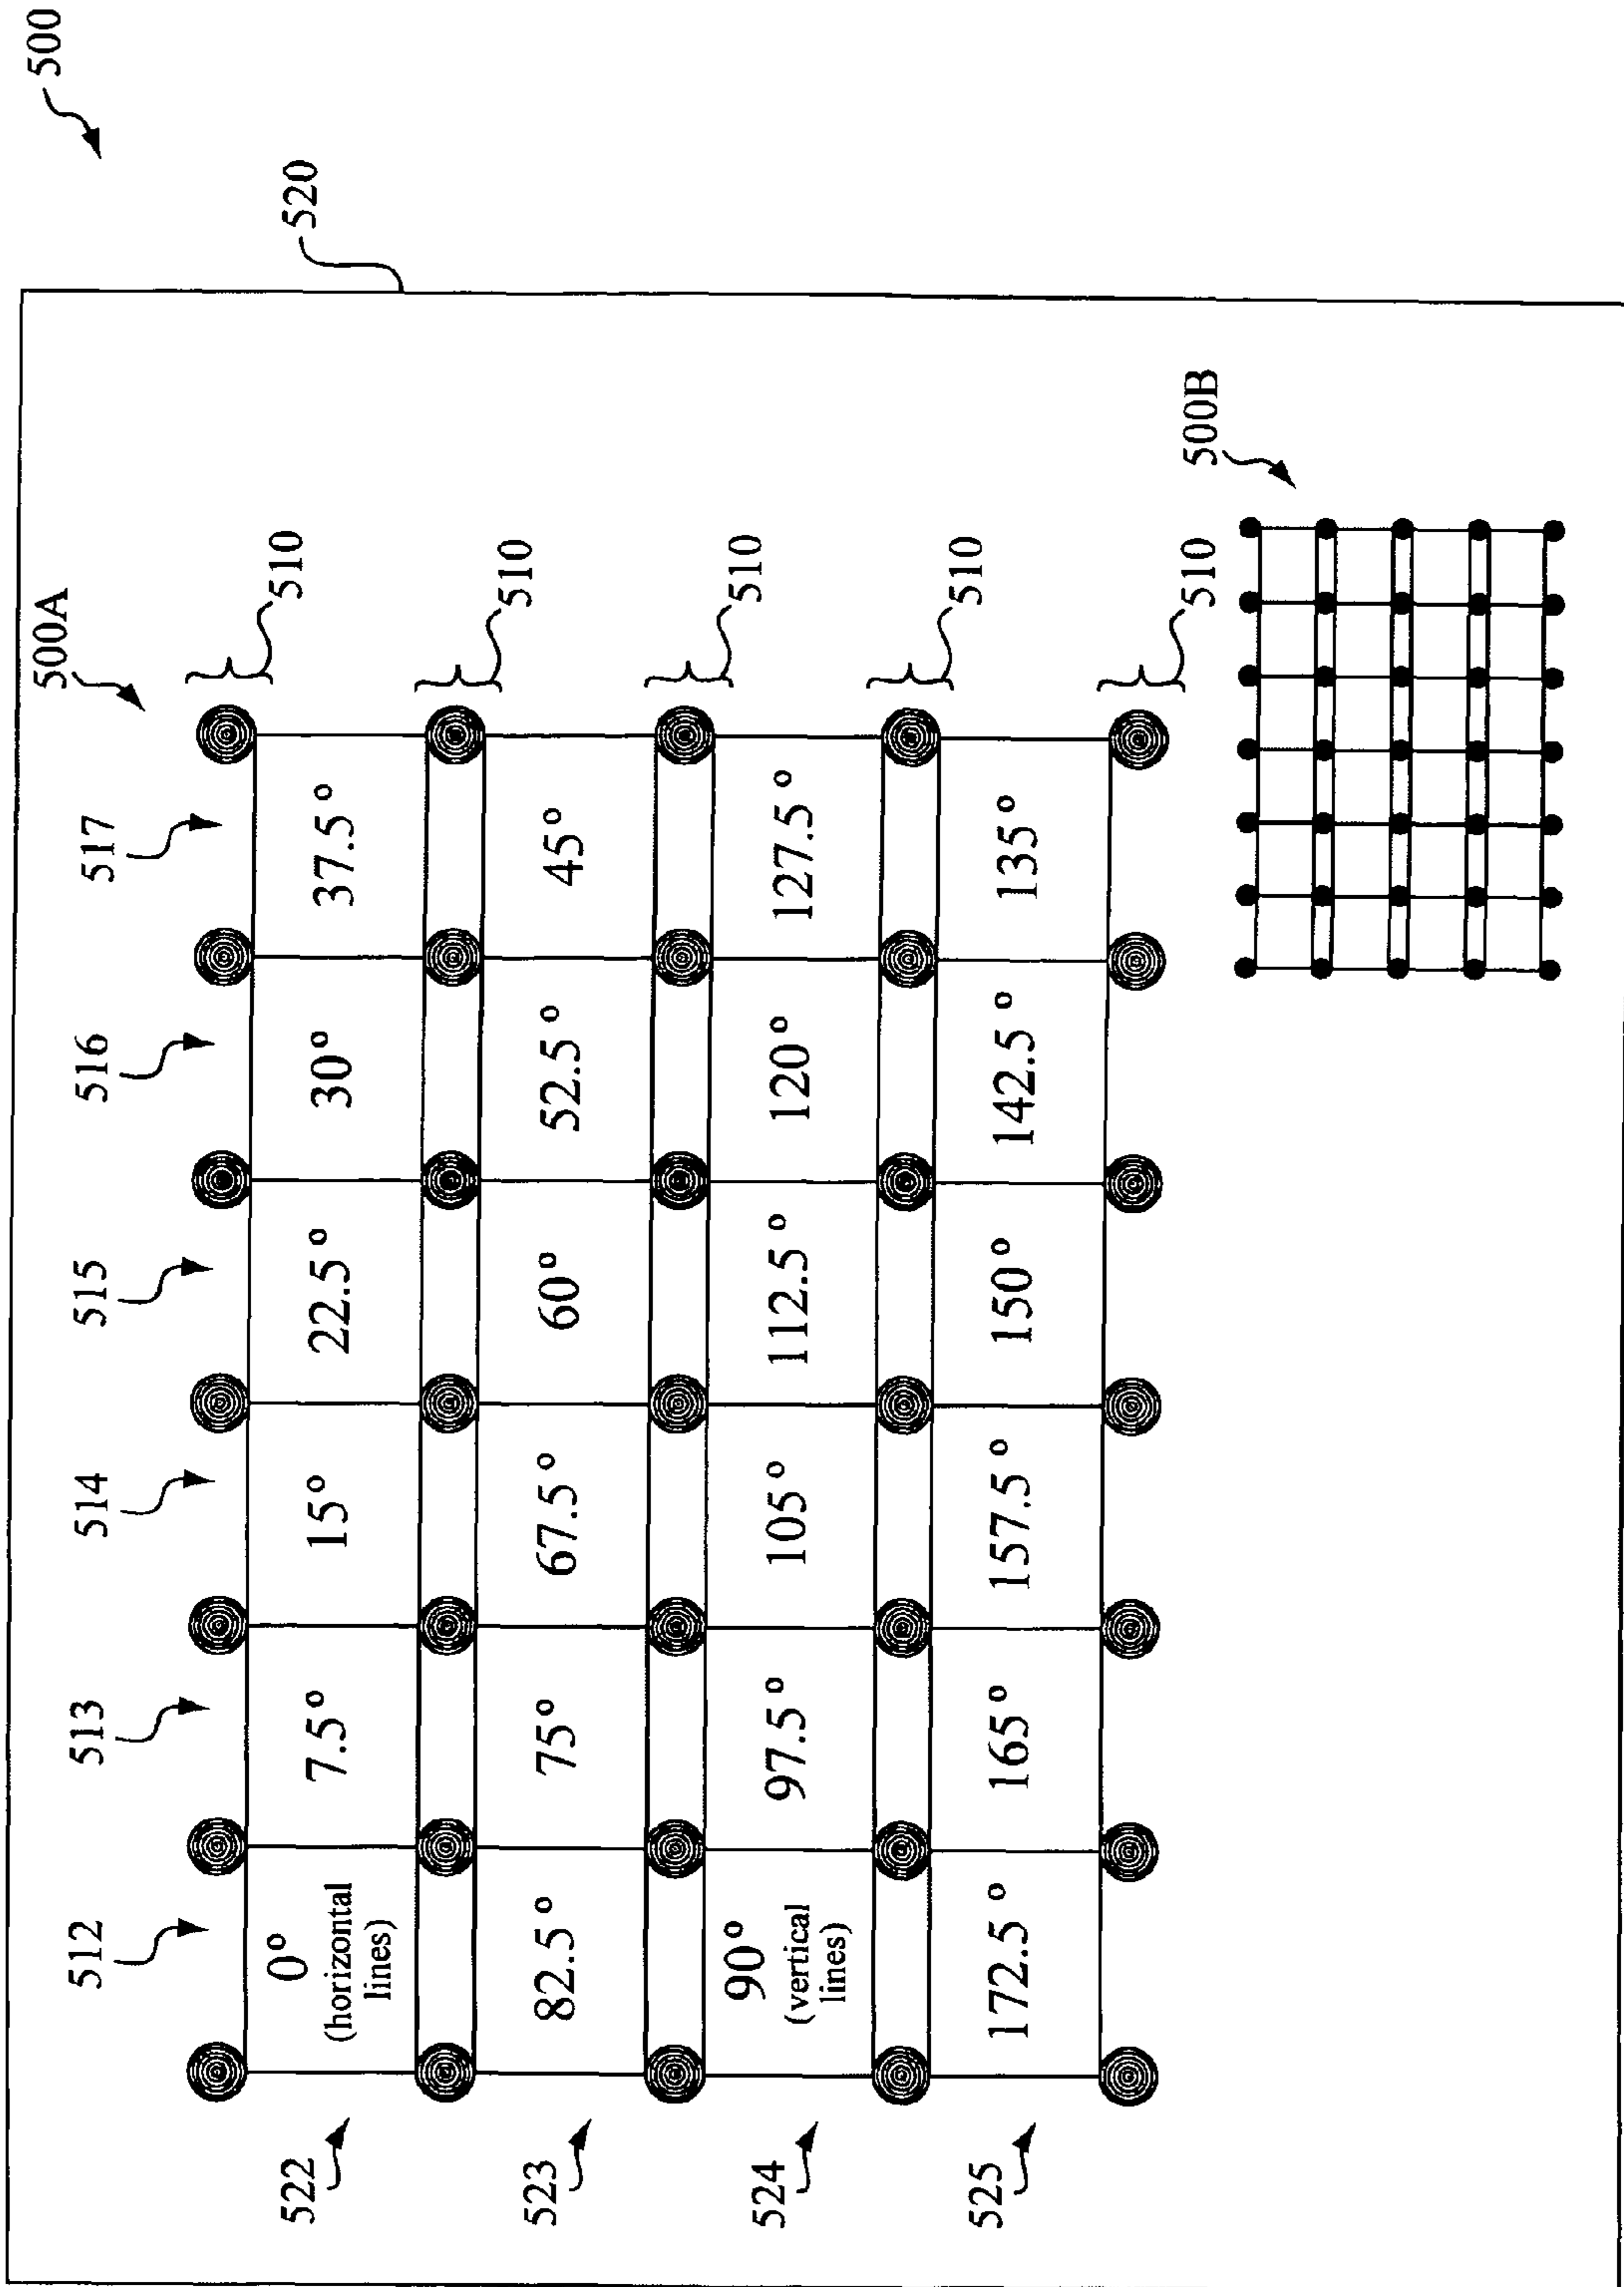 500
520
500A
512 513 514 515 516 517
510
522 0° 7.5° 15° 22.5° 30° 37.5°
(horizontal
lines)
510
523 82.5° 75° 67.5° 60° 52.5° 45°
510
524 90° 97.5° 105° 112.5° 120° 127.5°
(vertical
lines)
510
525 172.5° 165° 157.5° 150° 142.5° 135°
510
500B